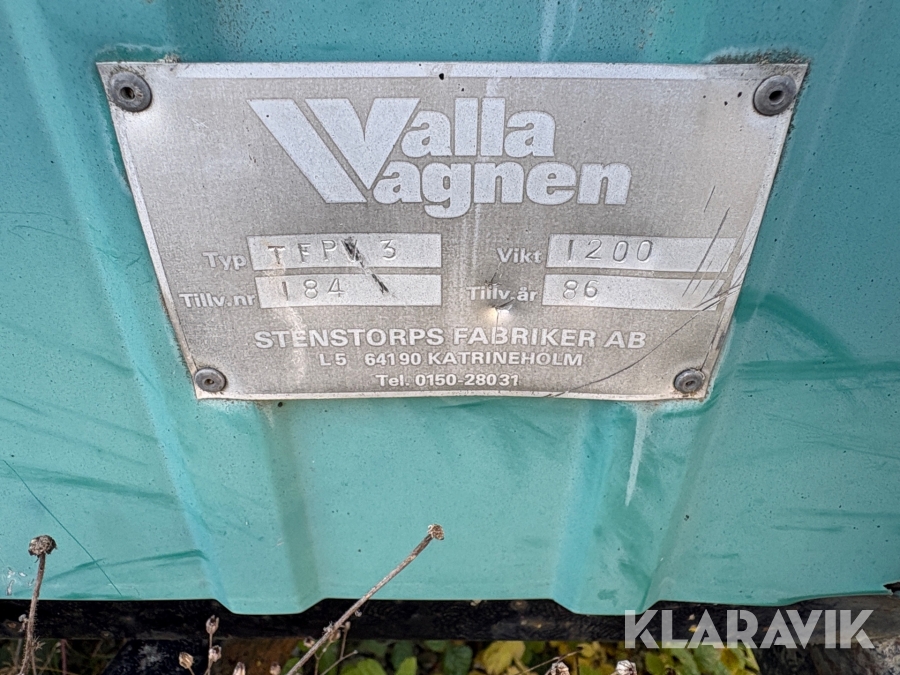 Valla
Vagnen
Typ TFPV 3 Vikt 1200
Tillv.nr 184 Tillv.år 86
STENSTORPS FABRIKER AB
L5 64190 KATRINEHOLM
Tel. 0150-28031
KLARAVIK